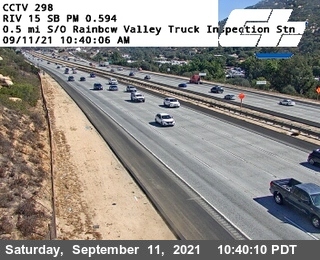 CCTV 298
RIV 15 SB PM 0.594
0.5 mi S/O Rainbcw Valley Truck Inspection Stn
09/11/21 10:40:06 AM
Saturday, September 11, 2021 10:40:10 PDT